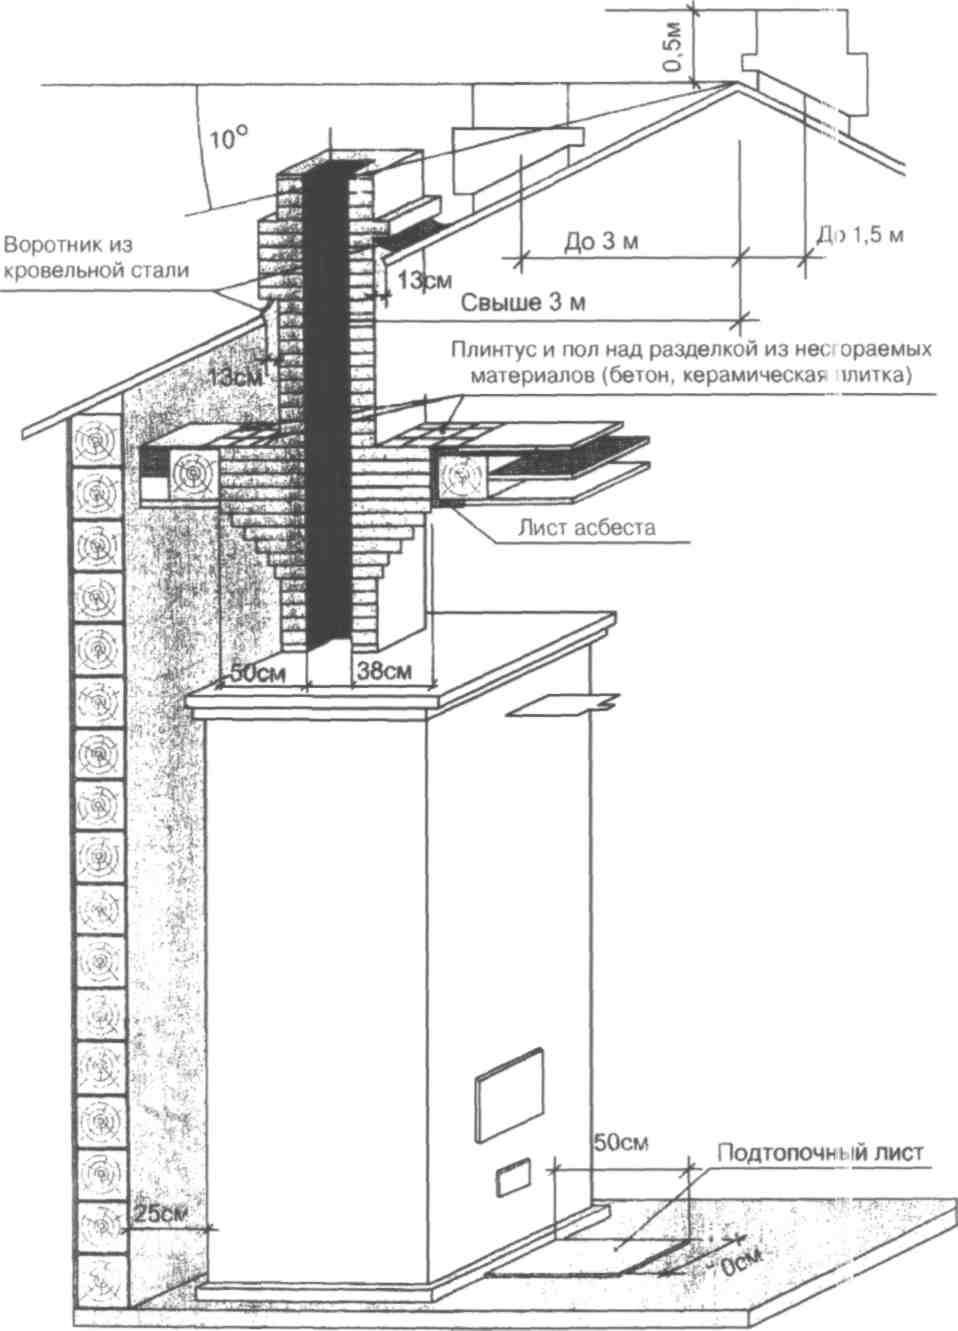 0,5м
10°
Воротник из
кровельной стали
До 3 м
До 1,5 м
13см
Свыше 3 м
Плинтус и пол над разделкой из несгораемых
материалов (бетон, керамическая плитка)
13см
Лист асбеста
50см
38см
50см
Подтопочный лист
25см